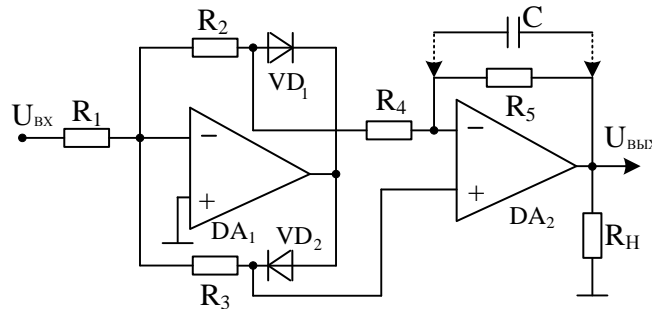 C
R₂
VD₁
R₄
R₅
Uвх
R₁
−
−
Uвых
+
+
DA₁
VD₂
DA₂
Rн
R₃